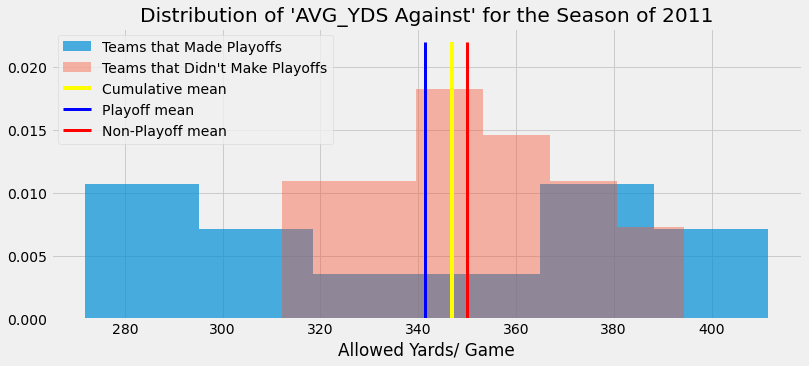 Distribution of 'AVG_YDS Against' for the Season of 2011
Teams that Made Playoffs
Teams that Didn't Make Playoffs
Cumulative mean
Playoff mean
Non-Playoff mean
0.020
0.015
0.010
0.005
0.000
280 300 320 340 360 380 400
Allowed Yards/ Game